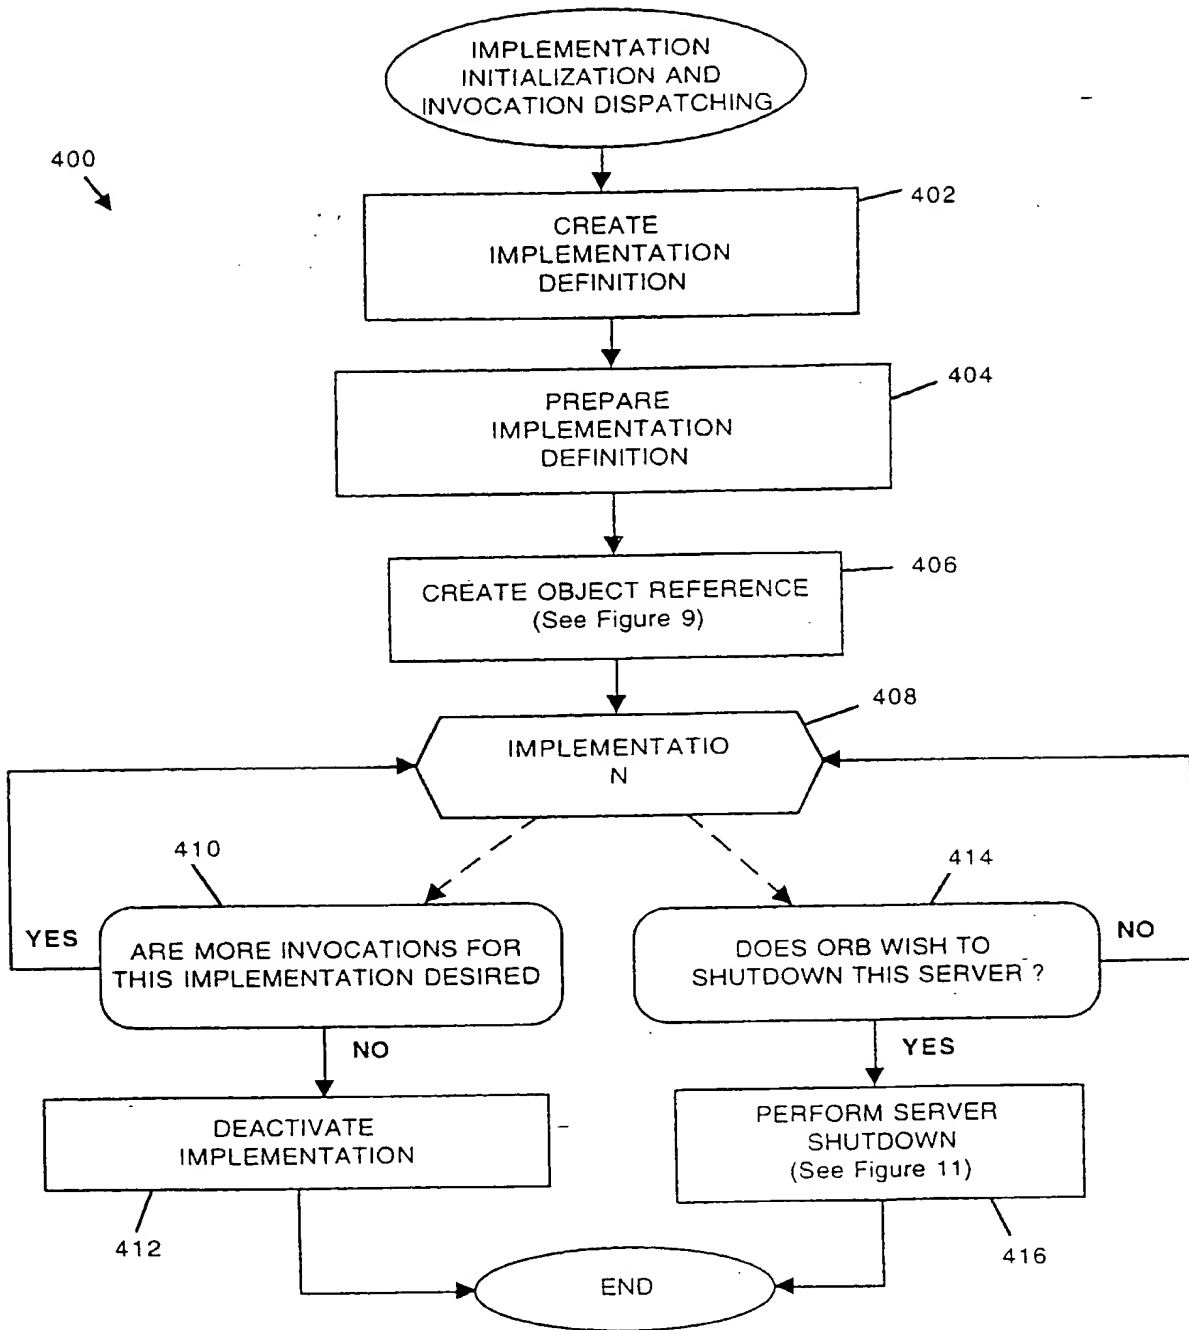 IMPLEMENTATION
INITIALIZATION AND
INVOCATION DISPATCHING
400
402
CREATE
IMPLEMENTATION
DEFINITION
404
PREPARE
IMPLEMENTATION
DEFINITION
406
CREATE OBJECT REFERENCE
(See Figure 9)
408
IMPLEMENTATIO
N
410
414
YES
ARE MORE INVOCATIONS FOR
THIS IMPLEMENTATION DESIRED
DOES ORB WISH TO
SHUTDOWN THIS SERVER ?
NO
NO
YES
DEACTIVATE
IMPLEMENTATION
PERFORM SERVER
SHUTDOWN
(See Figure 11)
412
416
END